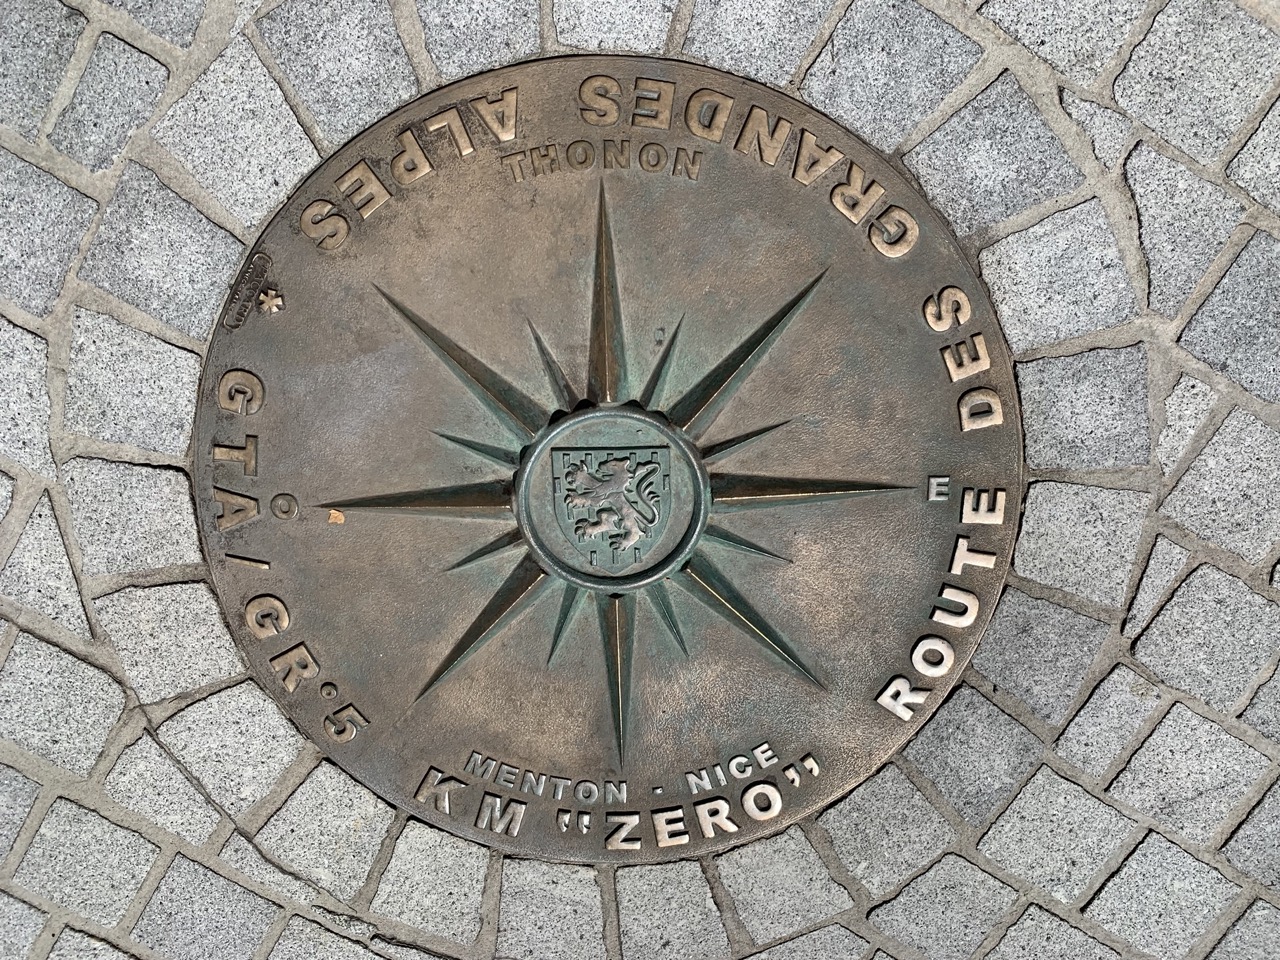 ROUTE DES GRANDES ALPES
*
GTA/GR.5
KM "ZERO"
THONON
E
O
MENTON - NICE